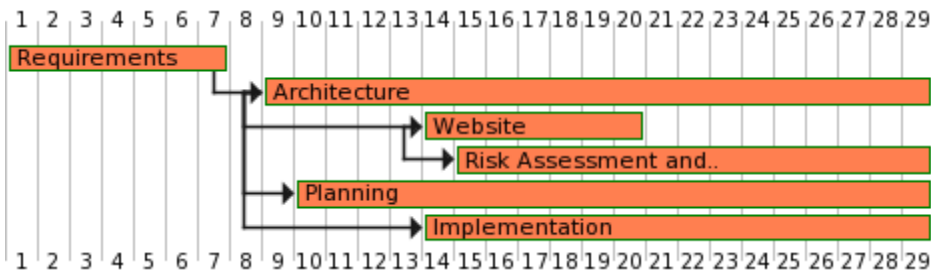 1 2 3 4 5 6 7 8 9 10 11 12 13 14 15 16 17 18 19 20 21 22 23 24 25 26 27 28 29
Requirements
Architecture
Website
Risk Assessment and..
Planning
Implementation
1 2 3 4 5 6 7 8 9 10 11 12 13 14 15 16 17 18 19 20 21 22 23 24 25 26 27 28 29